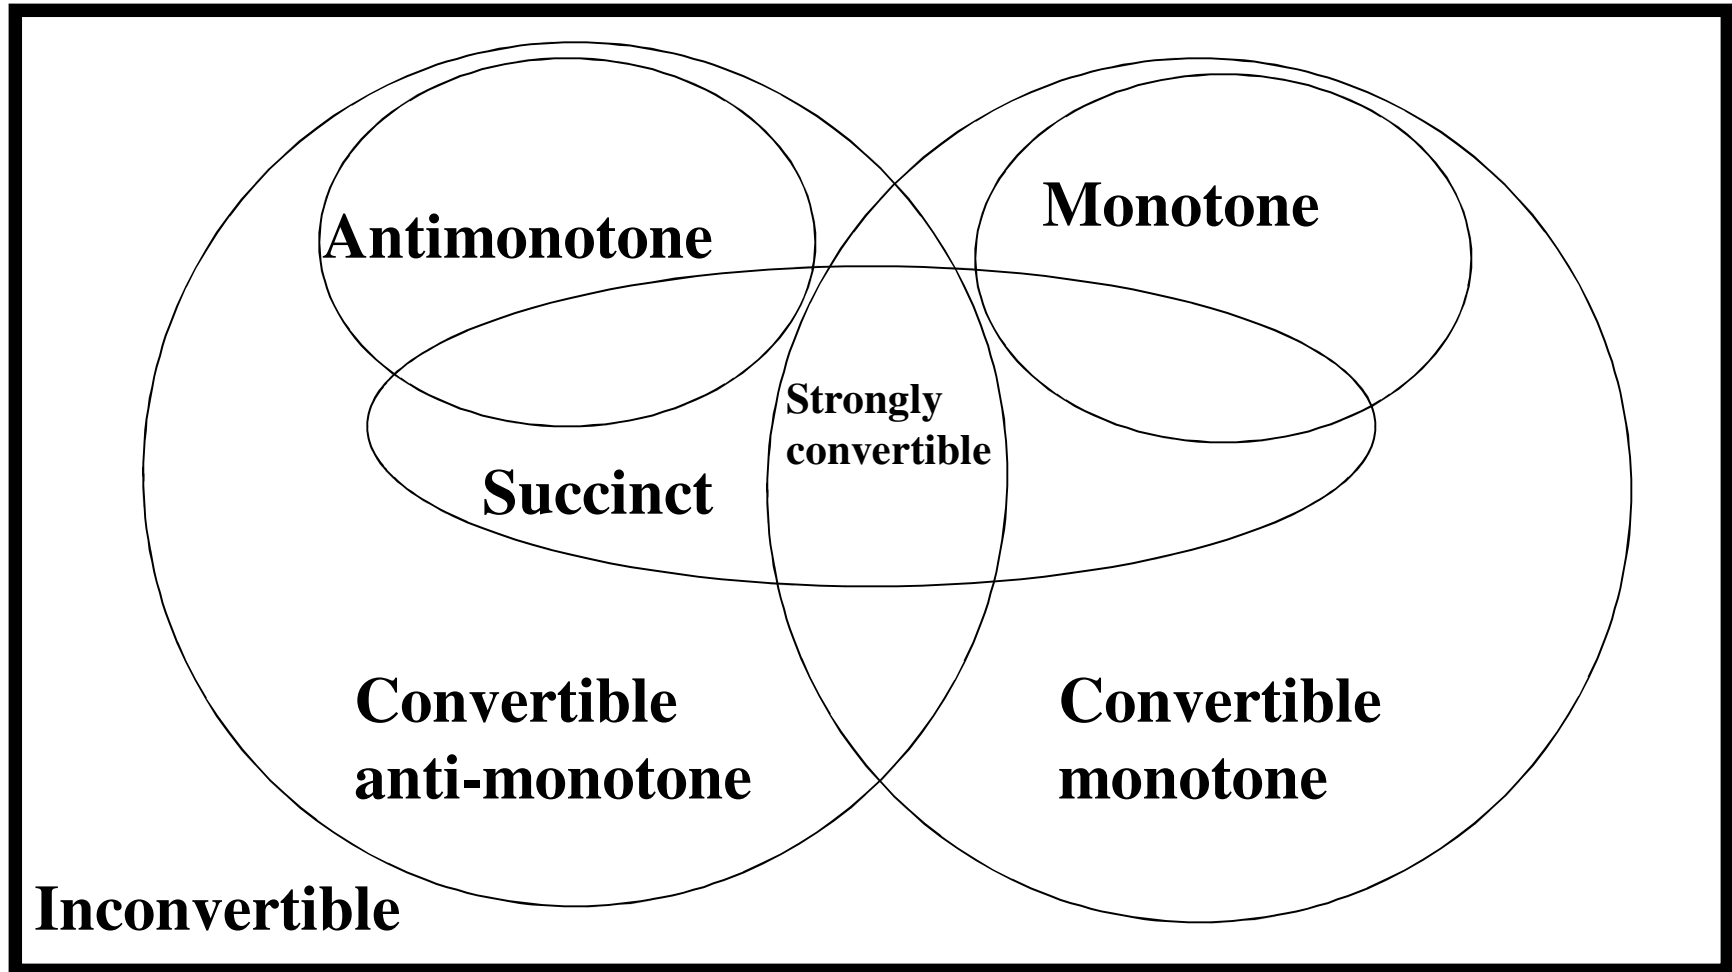 Antimonotone
Monotone
Strongly
convertible
Succinct
Convertible
anti-monotone
Convertible
monotone
Inconvertible